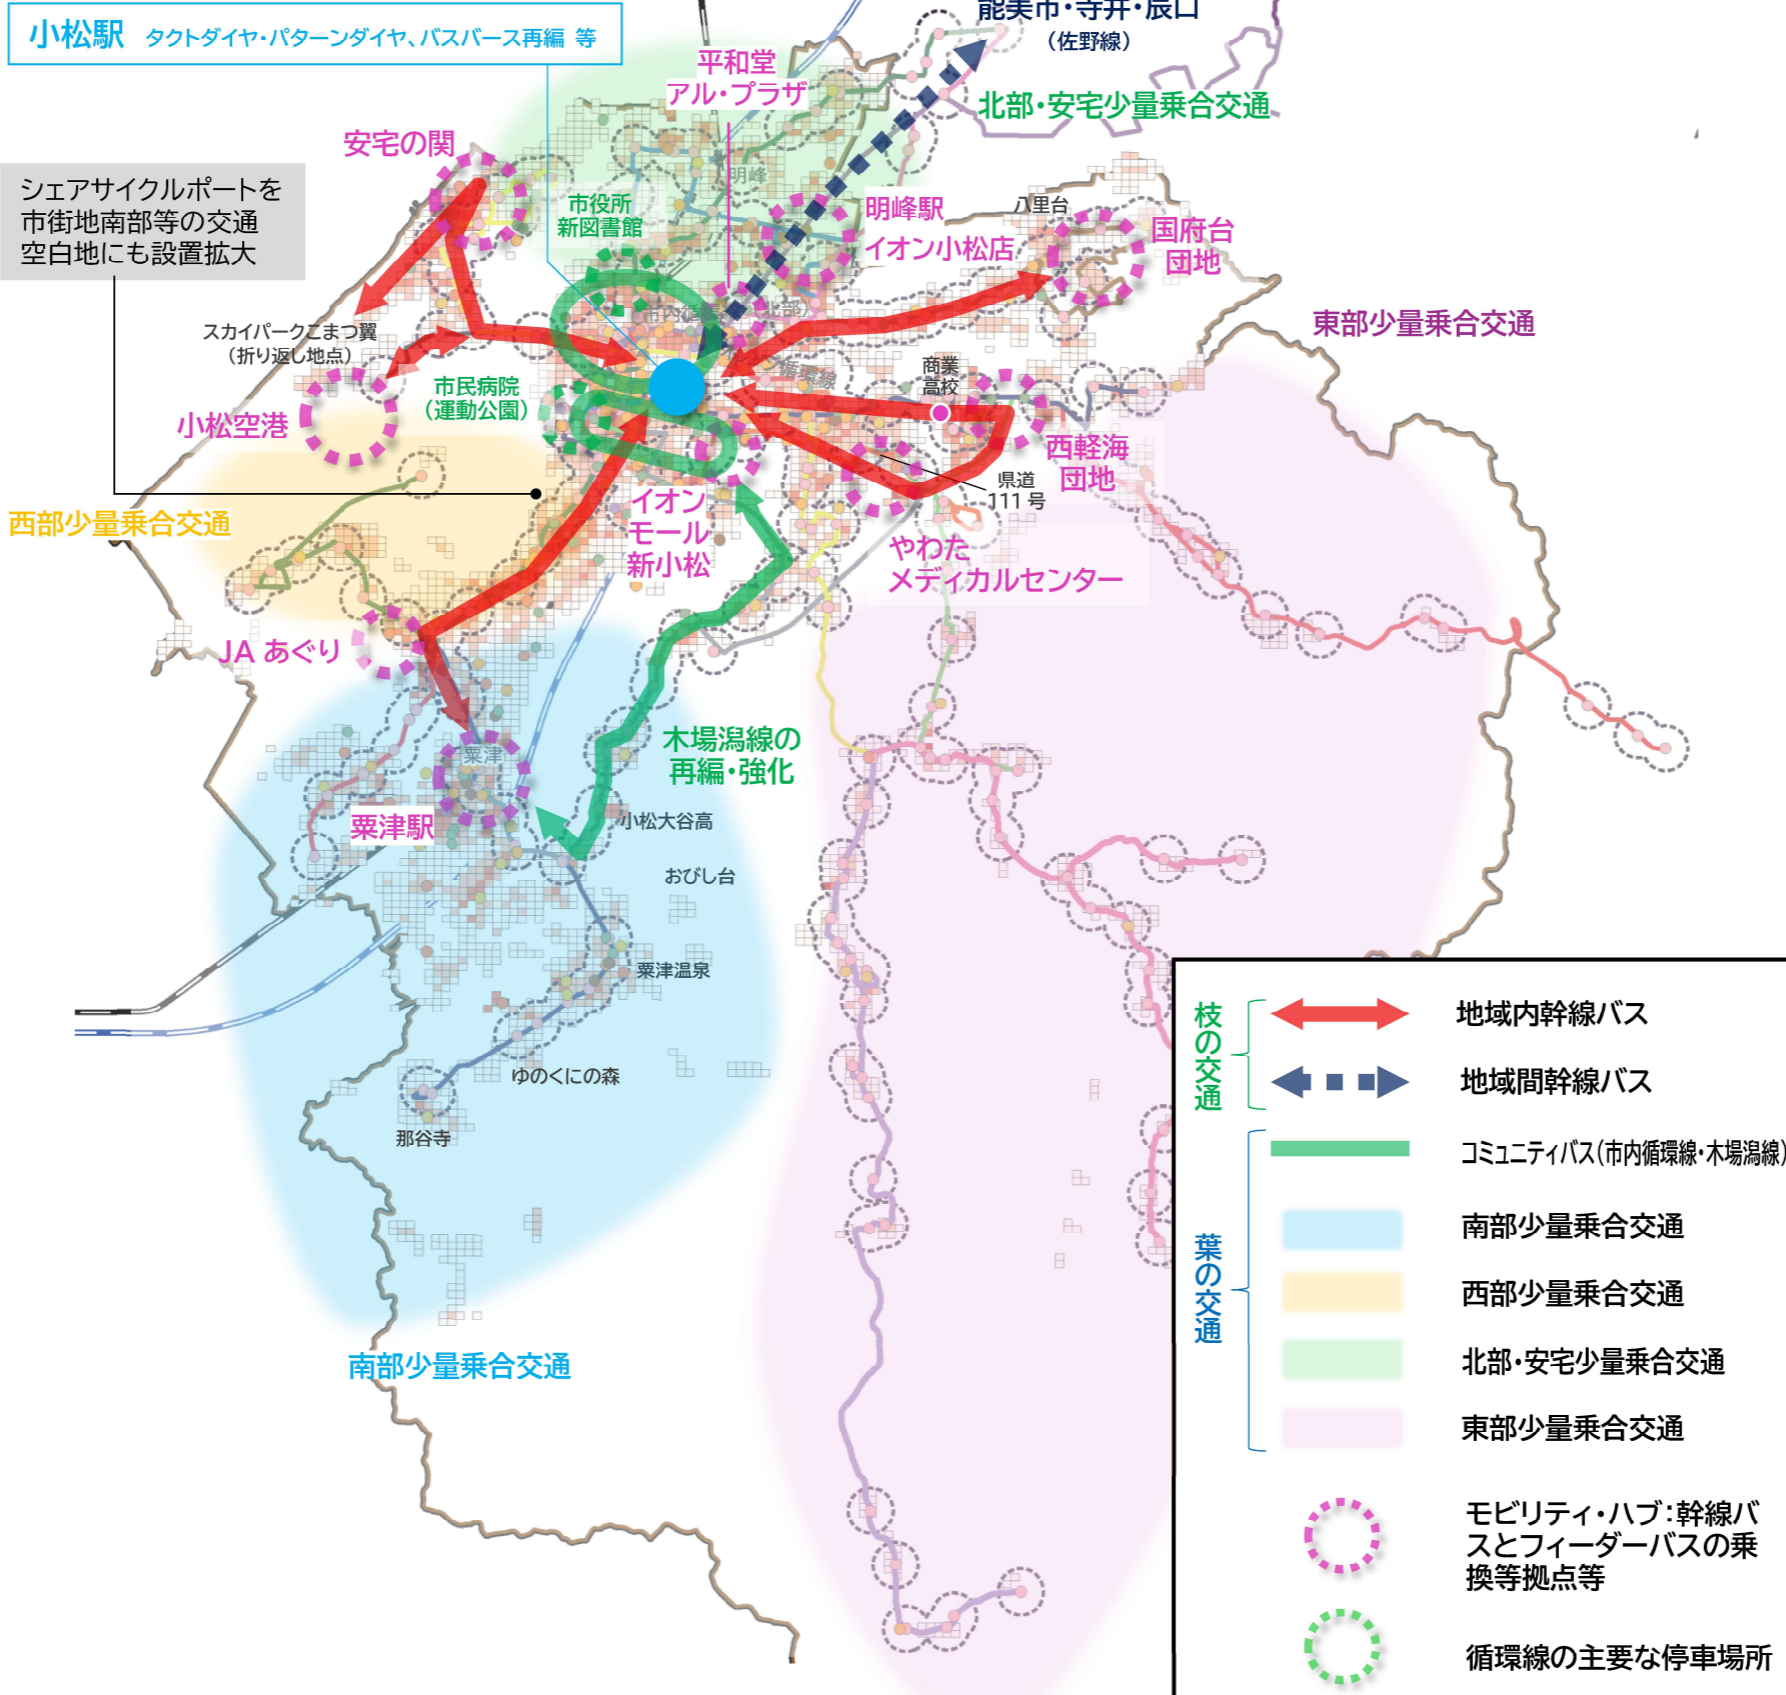 小松駅 タクトダイヤ・パターンダイヤ、バスバース再編 等
能美市・寺井・辰口
（佐野線）
平和堂
アル・プラザ
北部・安宅少量乗合交通
安宅の関
シェアサイクルポートを
市街地南部等の交通
空白地にも設置拡大
市役所
新図書館
明峰
明峰駅
イオン小松店
八里台
国府台
団地
東部少量乗合交通
スカイパークこまつ翼
（折り返し地点）
市内循環線（北部）
循環線
商業
高校
市民病院
（運動公園）
小松空港
西軽海
団地
県道
111 号
イオン
モール
新小松
西部少量乗合交通
やわた
メディカルセンター
JA あぐり
木場潟線の
再編・強化
粟津
粟津駅
小松大谷高
おびし台
粟津温泉
ゆのくにの森
那谷寺
南部少量乗合交通
枝の交通
地域内幹線バス
地域間幹線バス
葉の交通
コミュニティバス（市内循環線・木場潟線）
南部少量乗合交通
西部少量乗合交通
北部・安宅少量乗合交通
東部少量乗合交通
モビリティ・ハブ：幹線バ
スとフィーダーバスの乗
換等拠点等
循環線の主要な停車場所